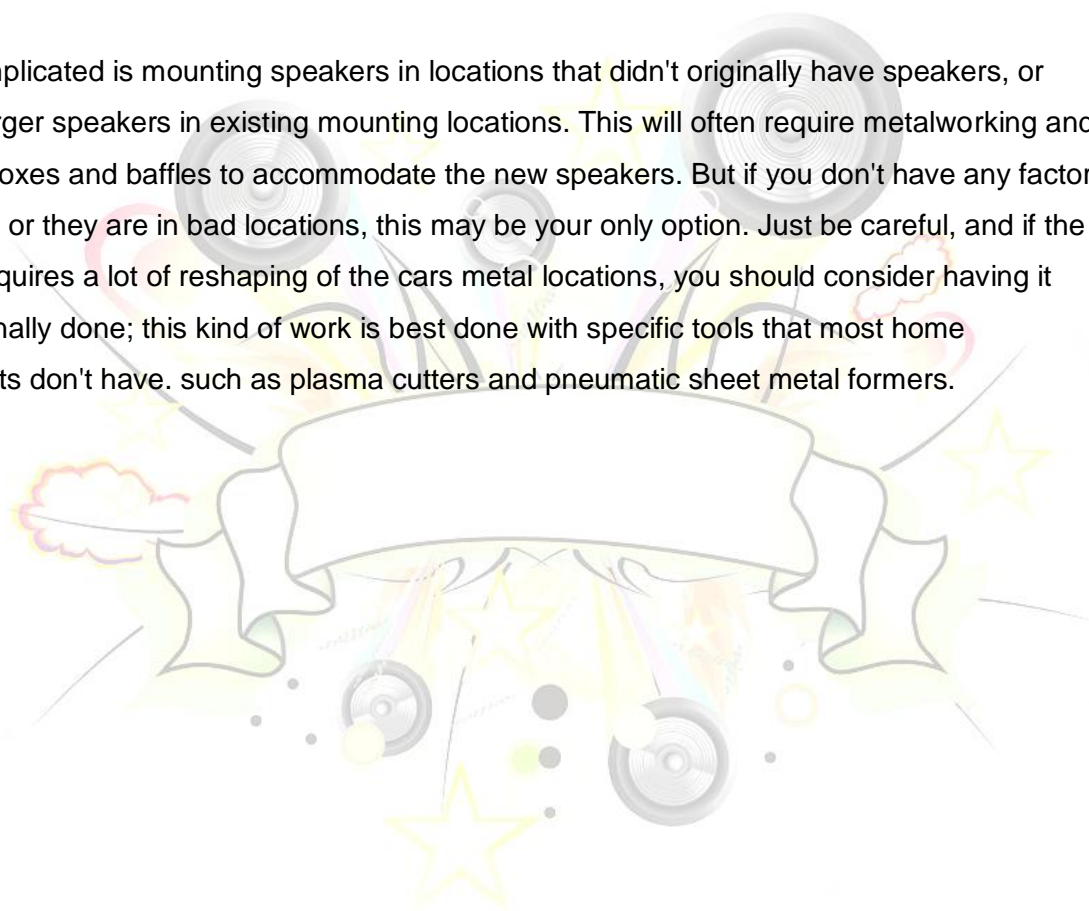 nplicated is mounting speakers in locations that didn't originally have speakers, or
rger speakers in existing mounting locations. This will often require metalworking and
oxes and baffles to accommodate the new speakers. But if you don't have any factor
, or they are in bad locations, this may be your only option. Just be careful, and if the
quires a lot of reshaping of the cars metal locations, you should consider having it
nally done; this kind of work is best done with specific tools that most home
ts don't have. such as plasma cutters and pneumatic sheet metal formers.